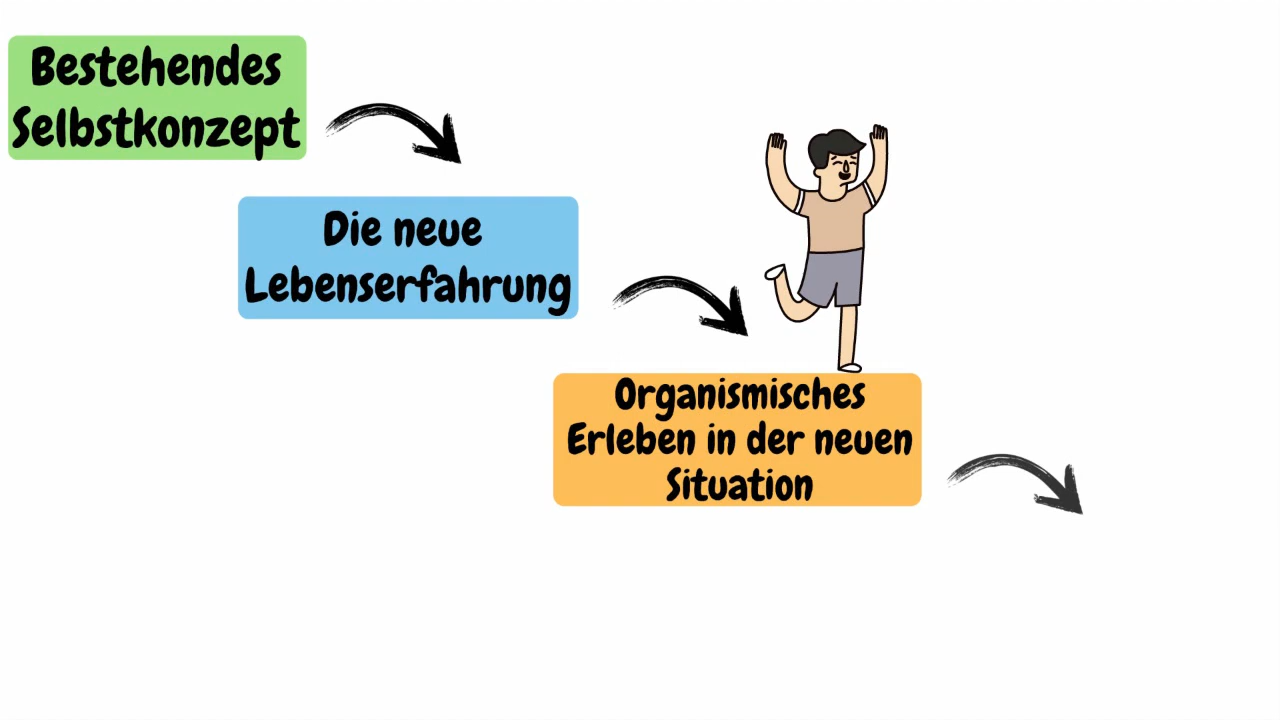 Bestehendes
Selbstkonzept
Die neue
Lebenserfahrung
Organismisches
Erleben in der neuen
Situation